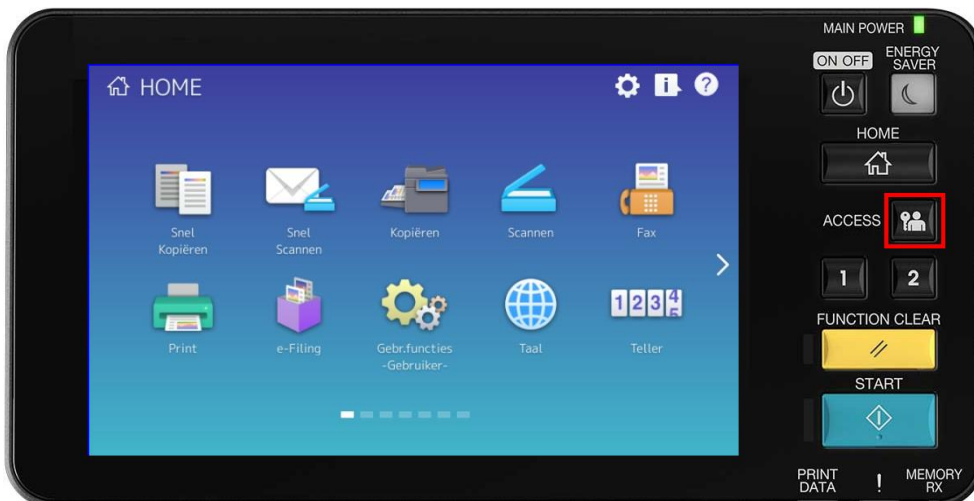 HOME
Snel
Kopiëren
Snel
Scannen
Kopiëren
Scannen
Fax
Print
e-Filing
Gebr.functies
-Gebruiker-
Taal
Teller
MAIN POWER
ON OFF
ENERGY
SAVER
HOME
ACCESS
1
2
FUNCTION CLEAR
START
PRINT
DATA
!
MEMORY
RX